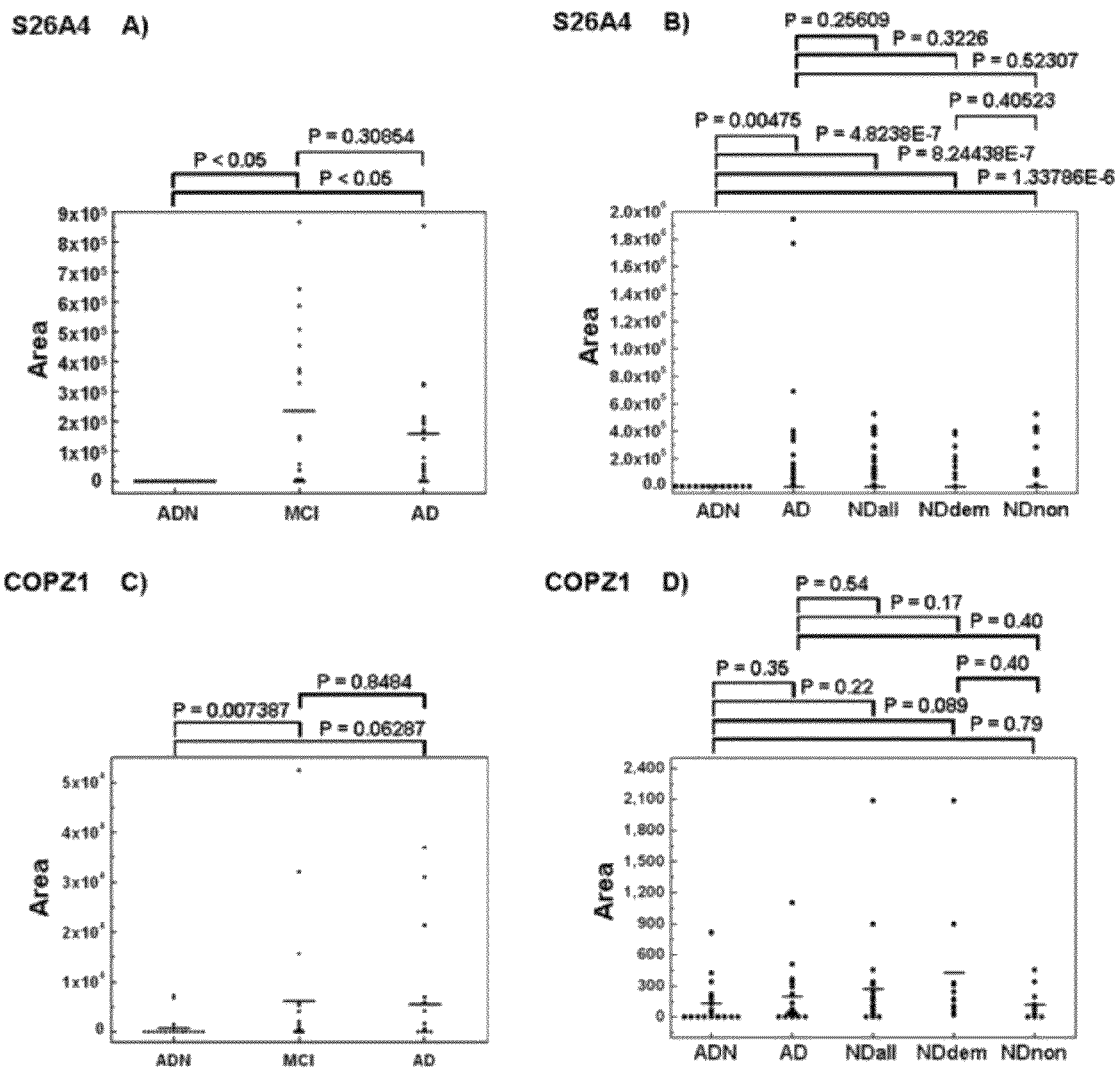 S26A4 A)
P = 0.30854
P < 0.05
P < 0.05
9x10⁵
8x10⁵
7x10⁵
6x10⁵
5x10⁵
4x10⁵
3x10⁵
2x10⁵
1x10⁵
0
Area
ADN MCI AD
S26A4 B)
P = 0.25609
P = 0.3226
P = 0.52307
P = 0.40523
P = 0.00475
P = 4.8238E-7
P = 8.24438E-7
P = 1.33786E-6
Area
0.0
ADN AD NDall NDdem NDnon
COPZ1 C)
P = 0.8484
P = 0.007387
P = 0.06287
Area
0
ADN MCI AD
COPZ1 D)
P = 0.54
P = 0.17
P = 0.40
P = 0.40
P = 0.35
P = 0.22
P = 0.089
P = 0.79
2,400
2,100
1,800
1,500
1,200
900
600
300
0
Area
ADN AD NDall NDdem NDnon